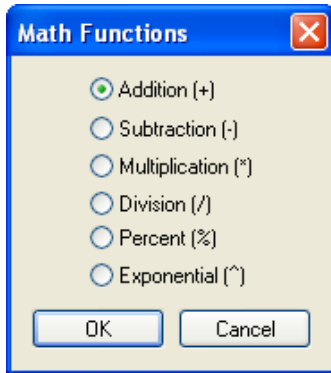 Math Functions
Addition (+)
Subtraction (-)
Multiplication (*)
Division (/)
Percent (%)
Exponential (^)
OK Cancel